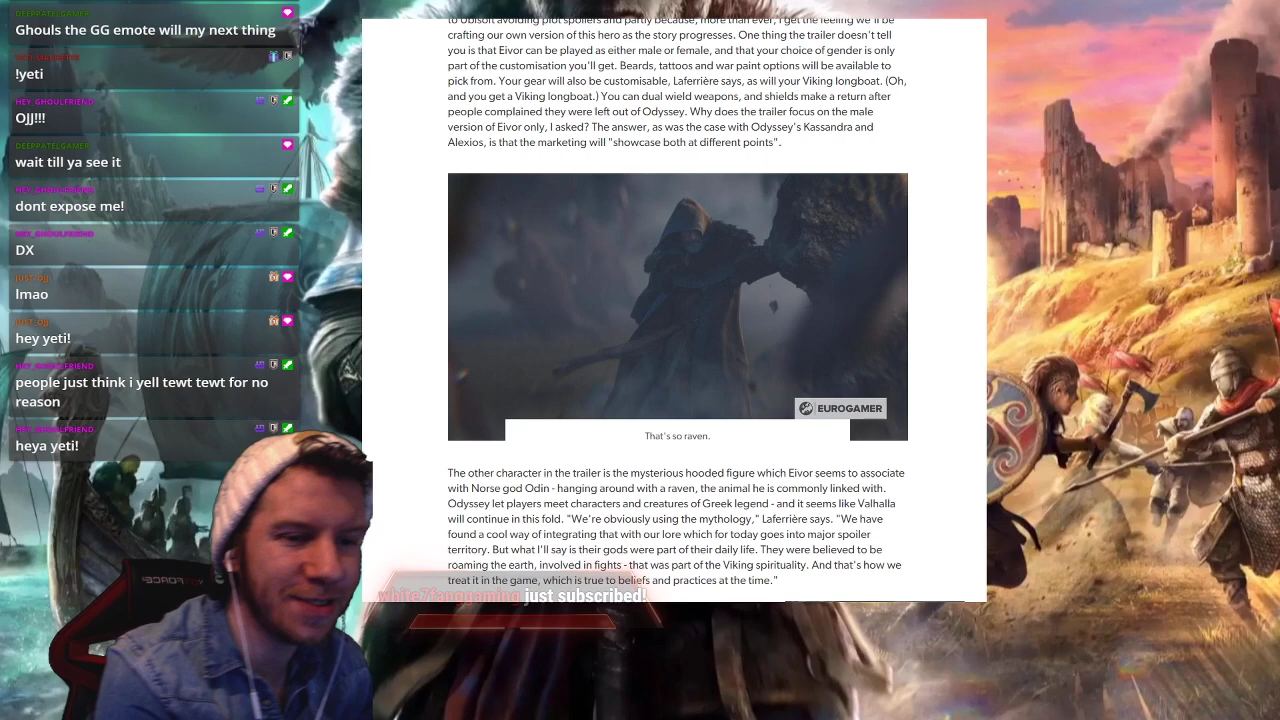 DEEPPATELGAMER
Ghouls the GG emote will my next thing
!yeti
HEY_GHOULFRIEND
OJJ!!!
DEEPPATELGAMER
wait till ya see it
HEY_GHOULFRIEND
dont expose me!
HEY_GHOULFRIEND
DX
JUST_OJJ
lmao
JUST_OJJ
hey yeti!
HEY_GHOULFRIEND
people just think i yell tewt tewt for no
reason
HEY_GHOULFRIEND
heya yeti!
to Ubisoft avoiding plot spoilers and partly because, more than ever, I get the feeling we'll be
crafting our own version of this hero as the story progresses. One thing the trailer doesn't tell
you is that Eivor can be played as either male or female, and that your choice of gender is only
part of the customisation you'll get. Beards, tattoos and war paint options will be available to
pick from. Your gear will also be customisable, Laferrière says, as will your Viking longboat. (Oh,
and you get a Viking longboat.) You can dual wield weapons, and shields make a return after
people complained they were left out of Odyssey. Why does the trailer focus on the male
version of Eivor only, I asked? The answer, as was the case with Odyssey's Kassandra and
Alexios, is that the marketing will "showcase both at different points".
EUROGAMER
That's so raven.
The other character in the trailer is the mysterious hooded figure which Eivor seems to associate
with Norse god Odin - hanging around with a raven, the animal he is commonly linked with.
Odyssey let players meet characters and creatures of Greek legend - and it seems like Valhalla
will continue in this fold. "We're obviously using the mythology," Laferrière says. "We have
found a cool way of integrating that with our lore which for today goes into major spoiler
territory. But what I'll say is their gods were part of their daily life. They were believed to be
roaming the earth, involved in fights - that was part of the Viking spirituality. And that's how we
treat it in the game, which is true to beliefs and practices at the time."
white7fanggaming just subscribed!